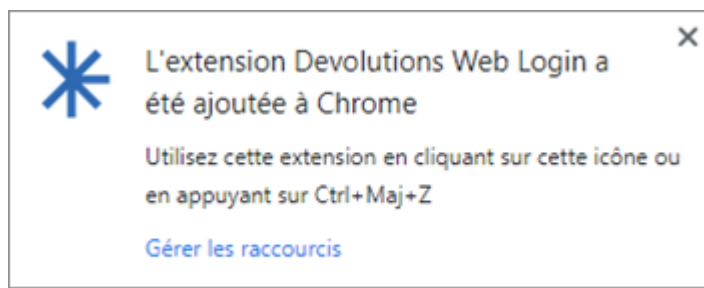 L'extension Devolutions Web Login a
été ajoutée à Chrome
Utilisez cette extension en cliquant sur cette icône ou
en appuyant sur Ctrl+Maj+Z
Gérer les raccourcis